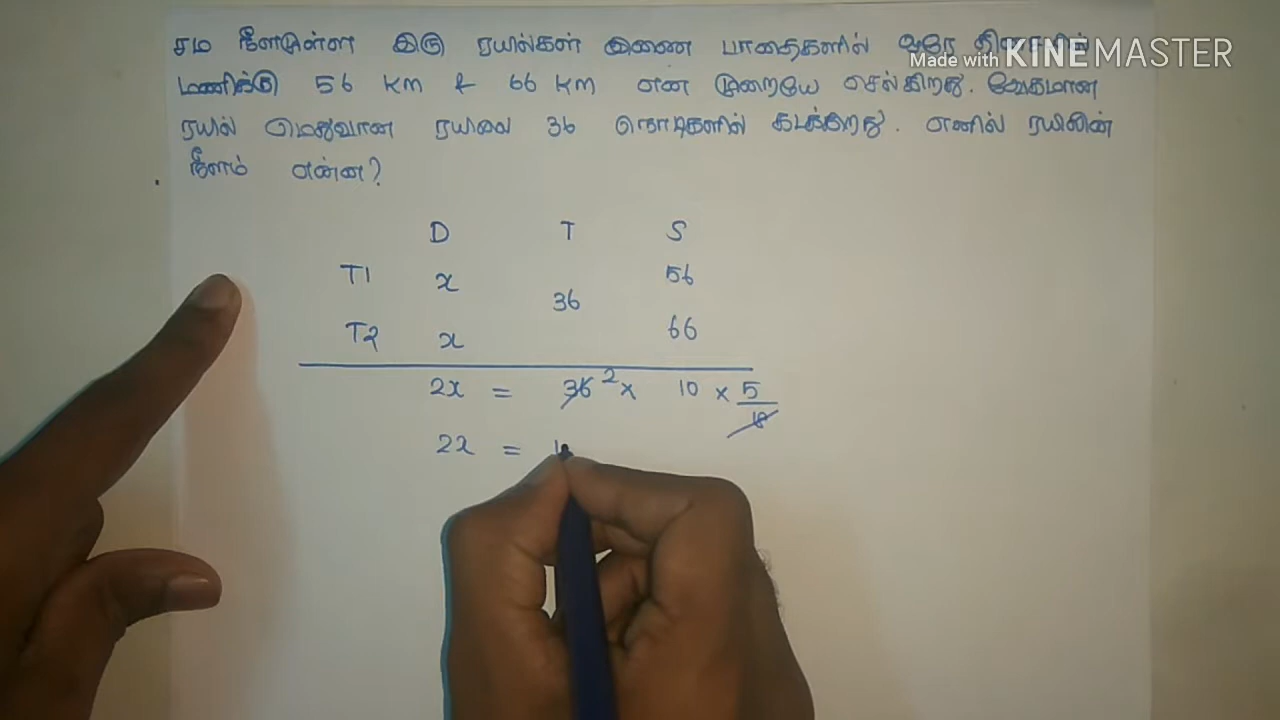 சம நீளமுள்ள இரு ரயில்கள் இணை பாதைகளில் ஒரே
Made with KINEMASTER
மணிக்கு 56 km & 66 km என முறையே செல்கிறது. வேகமான
ரயில் மெதுவான ரயிலை 36 நொடிகளில் கடக்கிறது. எனில் ரயிலின்
நீளம் என்ன?
D T S
T1 x 56
36
T2 x 66
2x = 36 2 x 10 x 5/18
2x = 1